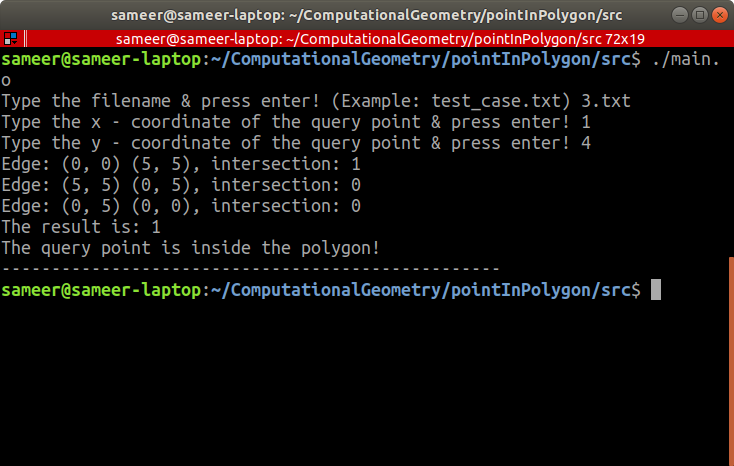 sameer@sameer-laptop: ~/ComputationalGeometry/pointInPolygon/src
sameer@sameer-laptop: ~/ComputationalGeometry/pointInPolygon/src 72x19
sameer@sameer-laptop:~/ComputationalGeometry/pointInPolygon/src$ ./main.
o
Type the filename & press enter! (Example: test_case.txt) 3.txt
Type the x - coordinate of the query point & press enter! 1
Type the y - coordinate of the query point & press enter! 4
Edge: (0, 0) (5, 5), intersection: 1
Edge: (5, 5) (0, 5), intersection: 0
Edge: (0, 5) (0, 0), intersection: 0
The result is: 1
The query point is inside the polygon!
--------------------------------------------------
sameer@sameer-laptop:~/ComputationalGeometry/pointInPolygon/src$